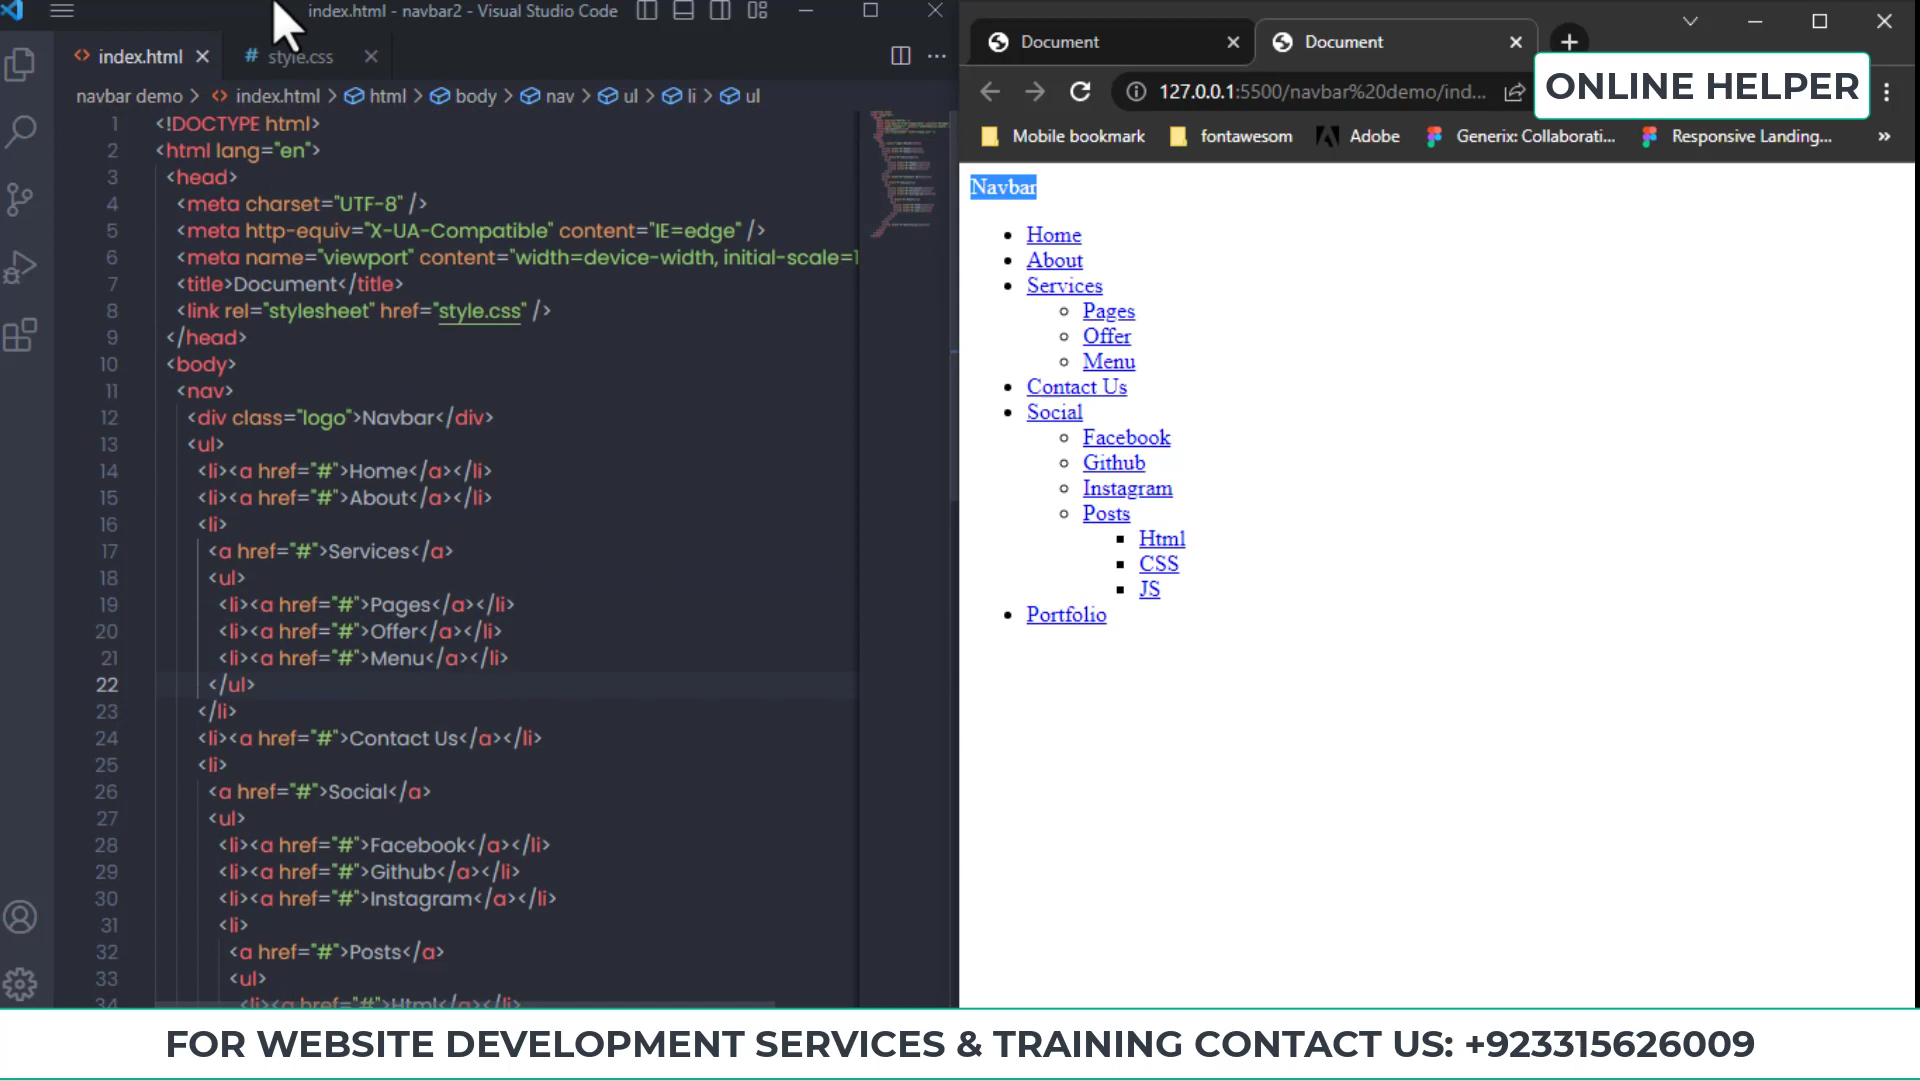 index.html - navbar2 - Visual Studio Code
index.html
# style.css
navbar demo > index.html > html > body > nav > ul > li > ul
1 <!DOCTYPE html>
2 <html lang="en">
3 <head>
4 <meta charset="UTF-8" />
5 <meta http-equiv="X-UA-Compatible" content="IE=edge" />
6 <meta name="viewport" content="width=device-width, initial-scale=1
7 <title>Document</title>
8 <link rel="stylesheet" href="style.css" />
9 </head>
10 <body>
11 <nav>
12 <div class="logo">Navbar</div>
13 <ul>
14 <li><a href="#">Home</a></li>
15 <li><a href="#">About</a></li>
16 <li>
17 <a href="#">Services</a>
18 <ul>
19 <li><a href="#">Pages</a></li>
20 <li><a href="#">Offer</a></li>
21 <li><a href="#">Menu</a></li>
22 </ul>
23 </li>
24 <li><a href="#">Contact Us</a></li>
25 <li>
26 <a href="#">Social</a>
27 <ul>
28 <li><a href="#">Facebook</a></li>
29 <li><a href="#">Github</a></li>
30 <li><a href="#">Instagram</a></li>
31 <li>
32 <a href="#">Posts</a>
33 <ul>
34 <li><a href="#">Html</a></li>
Document
Document
127.0.0.1:5500/navbar%20demo/ind...
ONLINE HELPER
Mobile bookmark fontawesom Adobe Generix: Collaborati... Responsive Landing... »
Navbar
Home
About
Services
Pages
Offer
Menu
Contact Us
Social
Facebook
Github
Instagram
Posts
Html
CSS
JS
Portfolio
FOR WEBSITE DEVELOPMENT SERVICES & TRAINING CONTACT US: +923315626009